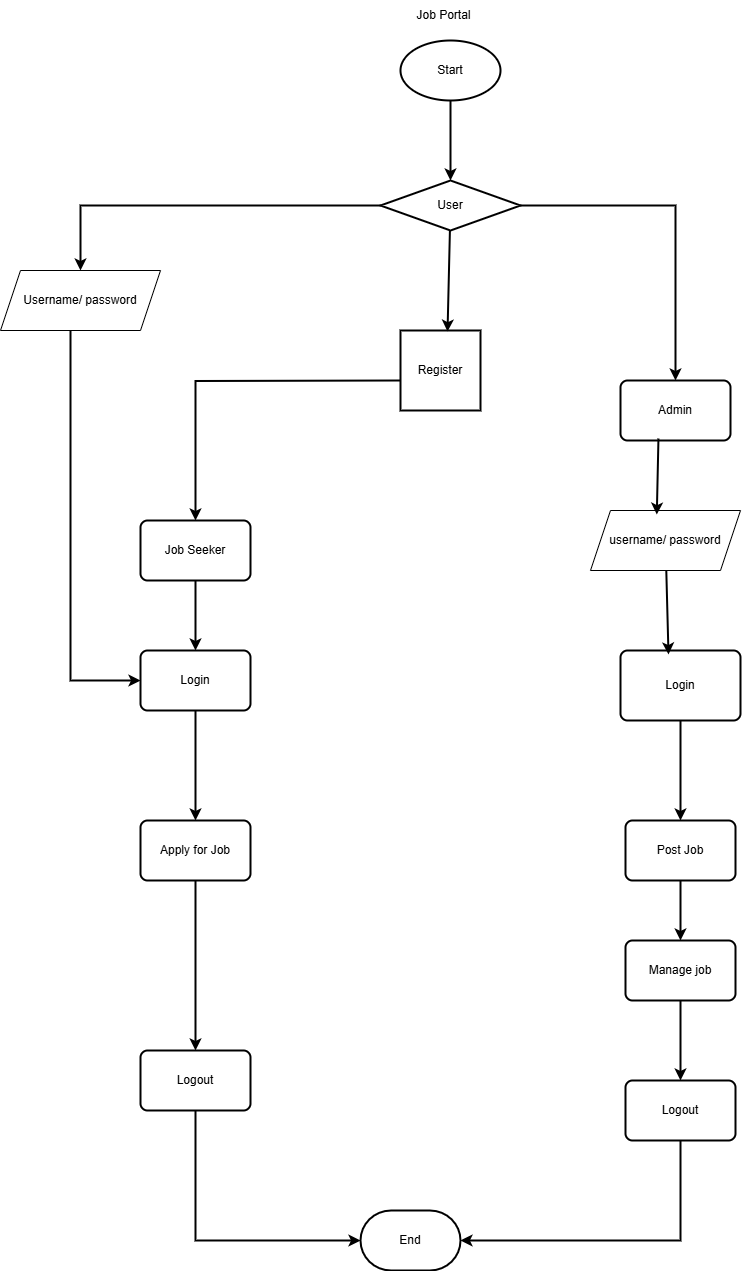 Job Portal
Start
User
Username/ password
Register
Admin
username/ password
Job Seeker
Login
Login
Apply for Job
Post Job
Manage job
Logout
Logout
End